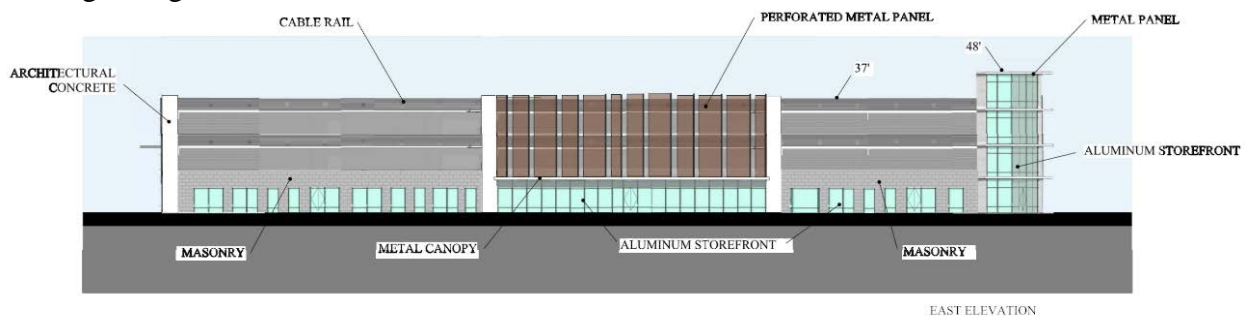 CABLE RAIL
PERFORATED METAL PANEL
METAL PANEL
48'
37'
ARCHITECTURAL
CONCRETE
ALUMINUM STOREFRONT
MASONRY
METAL CANOPY
ALUMINUM STOREFRONT
MASONRY
EAST ELEVATION